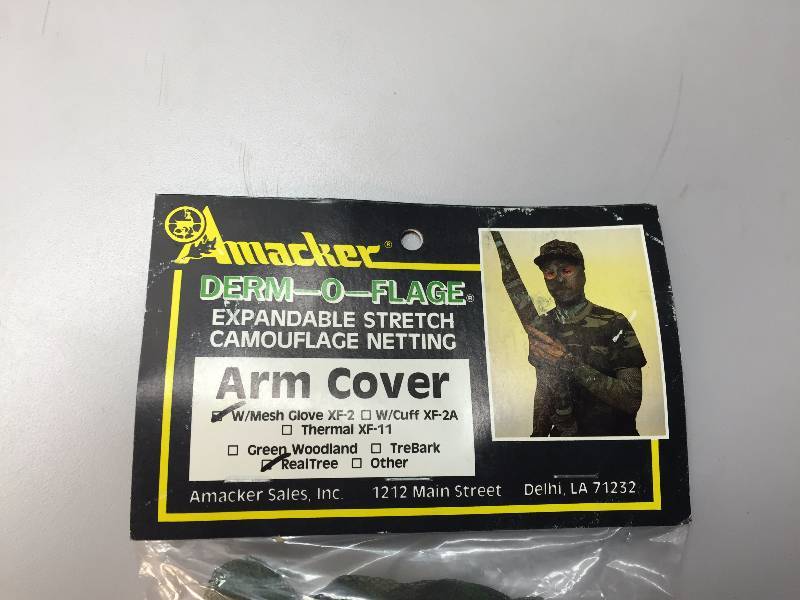 Amacker®
DERM—O—FLAGE®
EXPANDABLE STRETCH
CAMOUFLAGE NETTING
Arm Cover
☑ W/Mesh Glove XF-2 ☐ W/Cuff XF-2A
☐ Thermal XF-11
☐ Green Woodland ☐ TreBark
☑ RealTree ☐ Other
Amacker Sales, Inc. 1212 Main Street Delhi, LA 71232